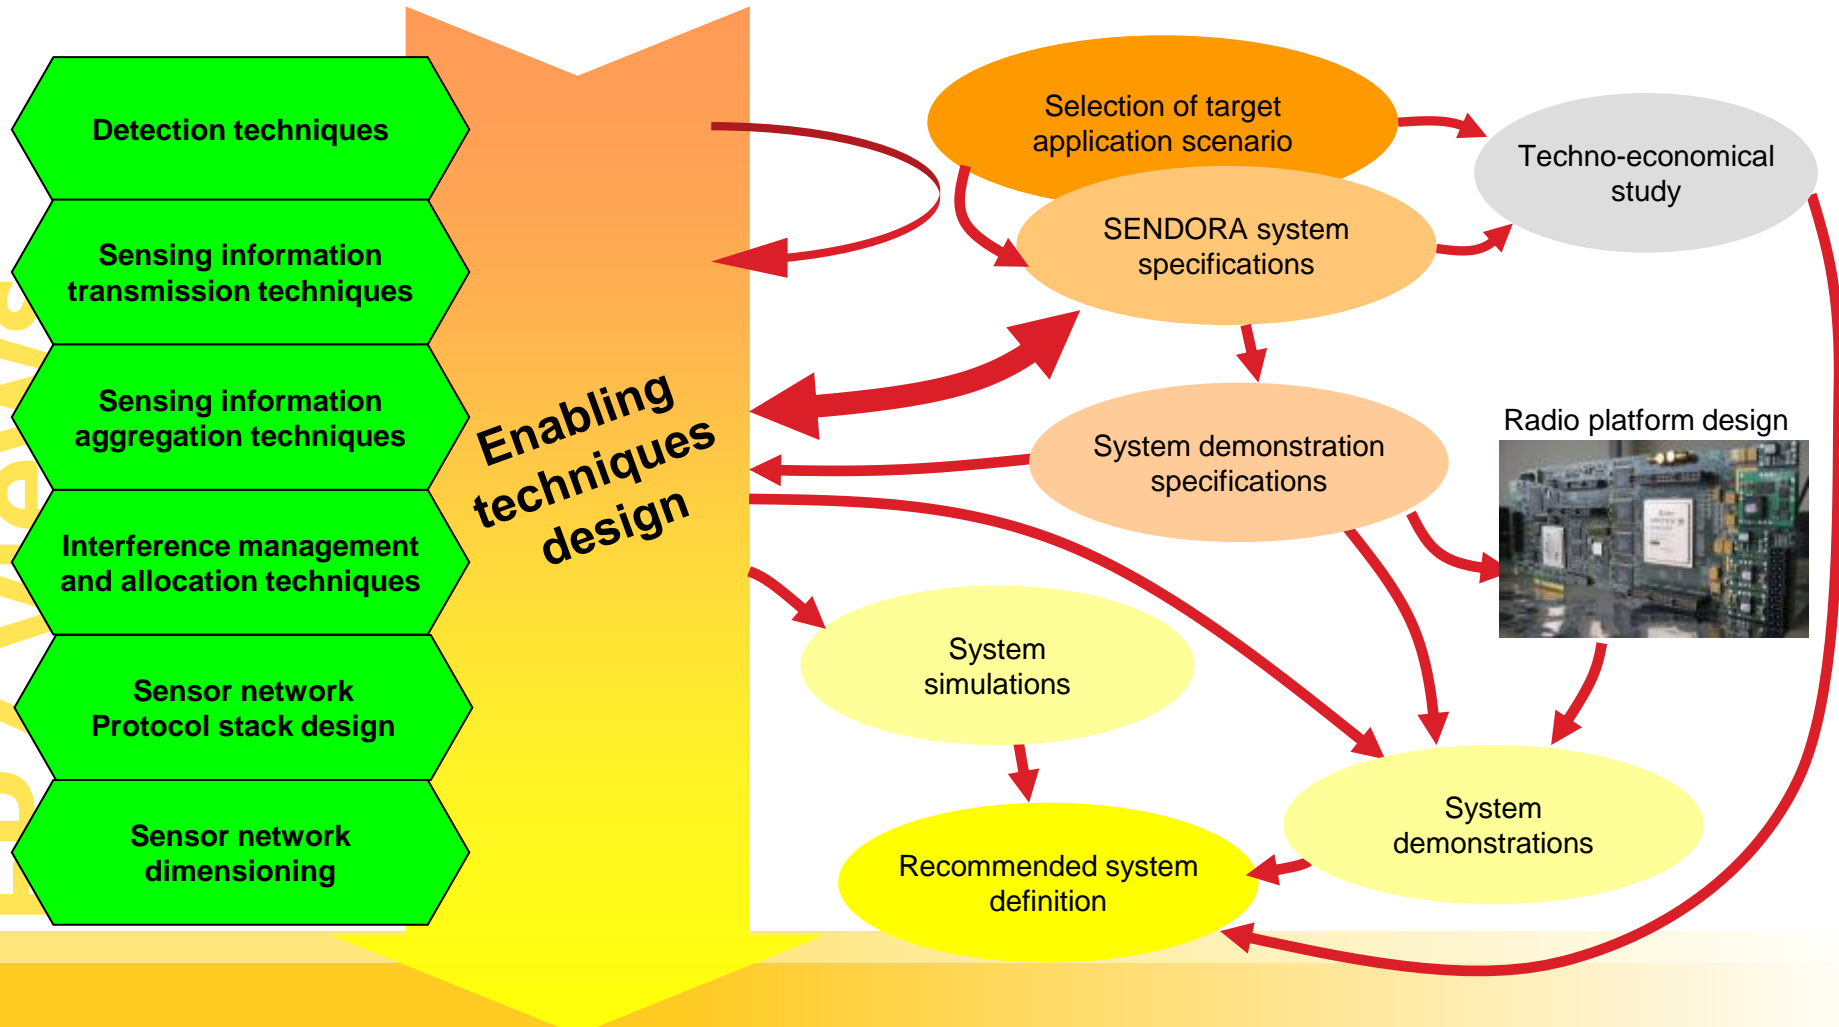 Detection techniques
Sensing information
transmission techniques
Sensing information
aggregation techniques
Interference management
and allocation techniques
Sensor network
Protocol stack design
Sensor network
dimensioning
Enabling
techniques
design
Selection of target
application scenario
SENDORA system
specifications
Techno-economical
study
System demonstration
specifications
Radio platform design
System
simulations
System
demonstrations
Recommended system
definition